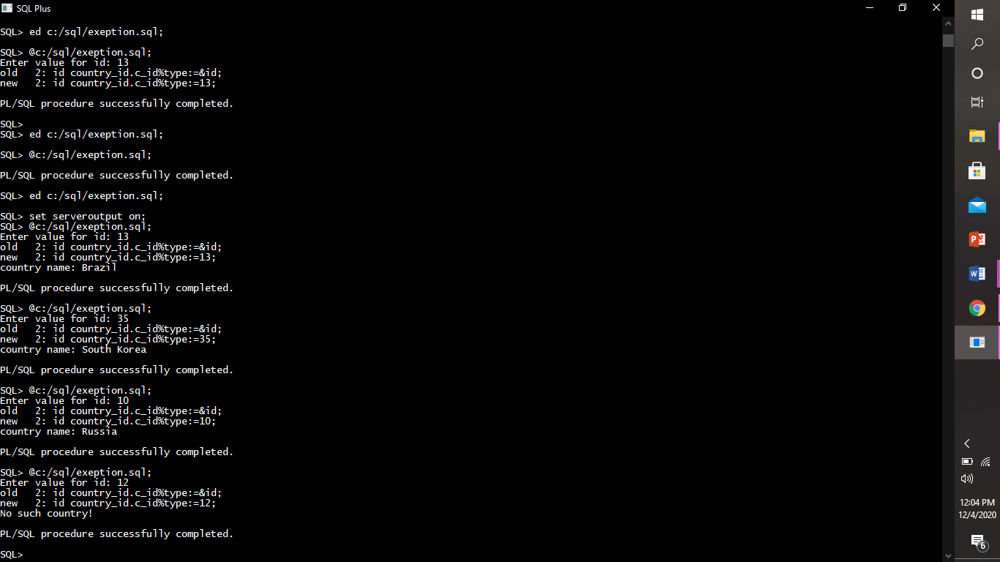 SQL Plus
SQL> ed c:/sql/exeption.sql;
SQL> @c:/sql/exeption.sql;
Enter value for id: 13
old   2: id country_id.c_id%type:=&id;
new   2: id country_id.c_id%type:=13;
PL/SQL procedure successfully completed.
SQL>
SQL> ed c:/sql/exeption.sql;
SQL> @c:/sql/exeption.sql;
PL/SQL procedure successfully completed.
SQL> ed c:/sql/exeption.sql;
SQL> set serveroutput on;
SQL> @c:/sql/exeption.sql;
Enter value for id: 13
old   2: id country_id.c_id%type:=&id;
new   2: id country_id.c_id%type:=13;
country name: Brazil
PL/SQL procedure successfully completed.
SQL> @c:/sql/exeption.sql;
Enter value for id: 35
old   2: id country_id.c_id%type:=&id;
new   2: id country_id.c_id%type:=35;
country name: South Korea
PL/SQL procedure successfully completed.
SQL> @c:/sql/exeption.sql;
Enter value for id: 10
old   2: id country_id.c_id%type:=&id;
new   2: id country_id.c_id%type:=10;
country name: Russia
PL/SQL procedure successfully completed.
SQL> @c:/sql/exeption.sql;
Enter value for id: 12
old   2: id country_id.c_id%type:=&id;
new   2: id country_id.c_id%type:=12;
No such country!
PL/SQL procedure successfully completed.
SQL>
P
W
12:04 PM
12/4/2020
6